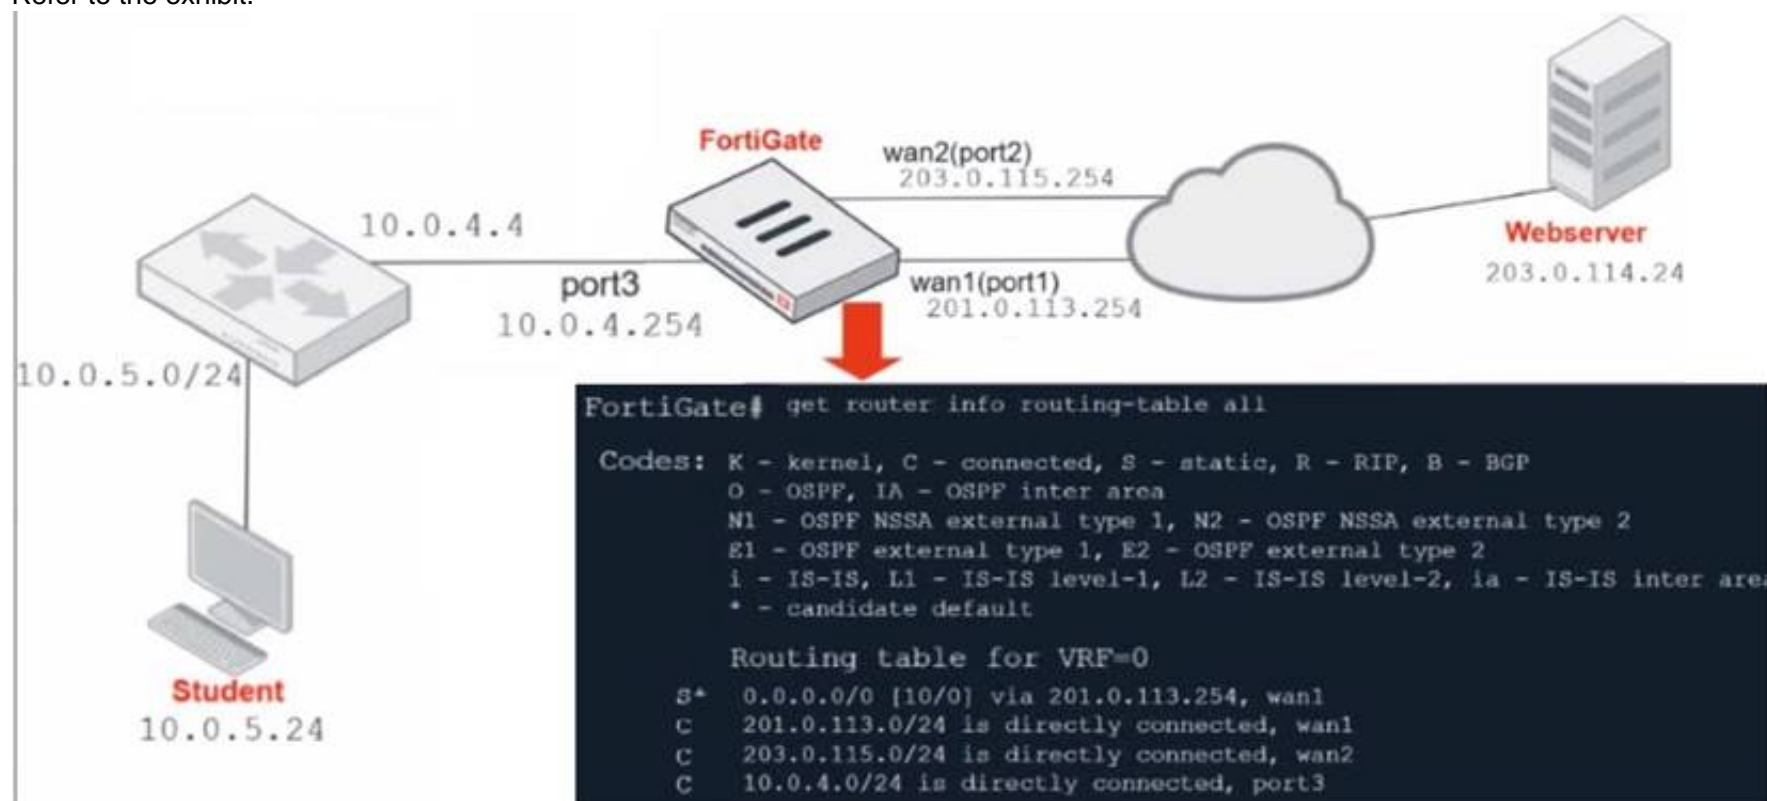 Refer to the exhibit.
FortiGate
wan2(port2)
203.0.115.254
10.0.4.4
Webserver
203.0.114.24
port3
10.0.4.254
wan1(port1)
201.0.113.254
10.0.5.0/24
FortiGate# get router info routing-table all
Codes: K - kernel, C - connected, S - static, R - RIP, B - BGP
O - OSPF, IA - OSPF inter area
N1 - OSPF NSSA external type 1, N2 - OSPF NSSA external type 2
E1 - OSPF external type 1, E2 - OSPF external type 2
i - IS-IS, L1 - IS-IS level-1, L2 - IS-IS level-2, ia - IS-IS inter area
* - candidate default
Routing table for VRF=0
S* 0.0.0.0/0 [10/0] via 201.0.113.254, wan1
C 201.0.113.0/24 is directly connected, wan1
C 203.0.115.0/24 is directly connected, wan2
C 10.0.4.0/24 is directly connected, port3
Student
10.0.5.24